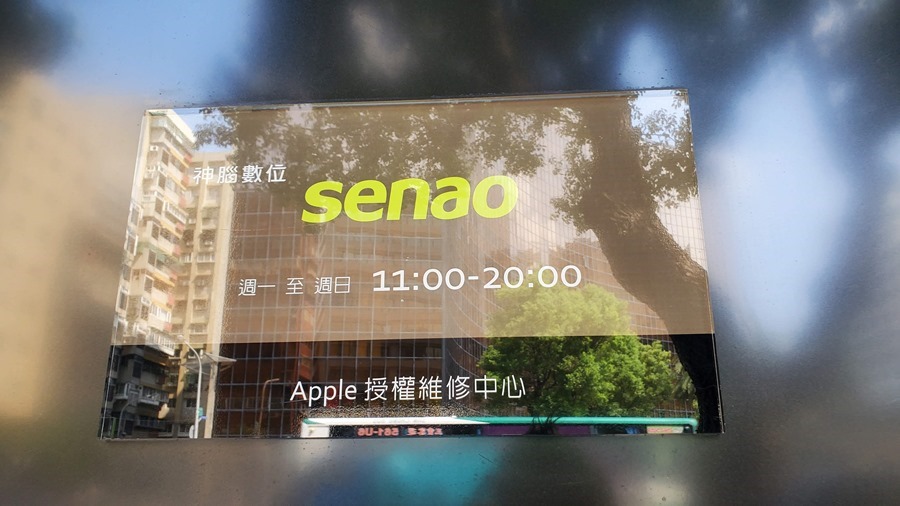 神腦數位 senao
週一 至 週日 11:00-20:00
Apple 授權維修中心